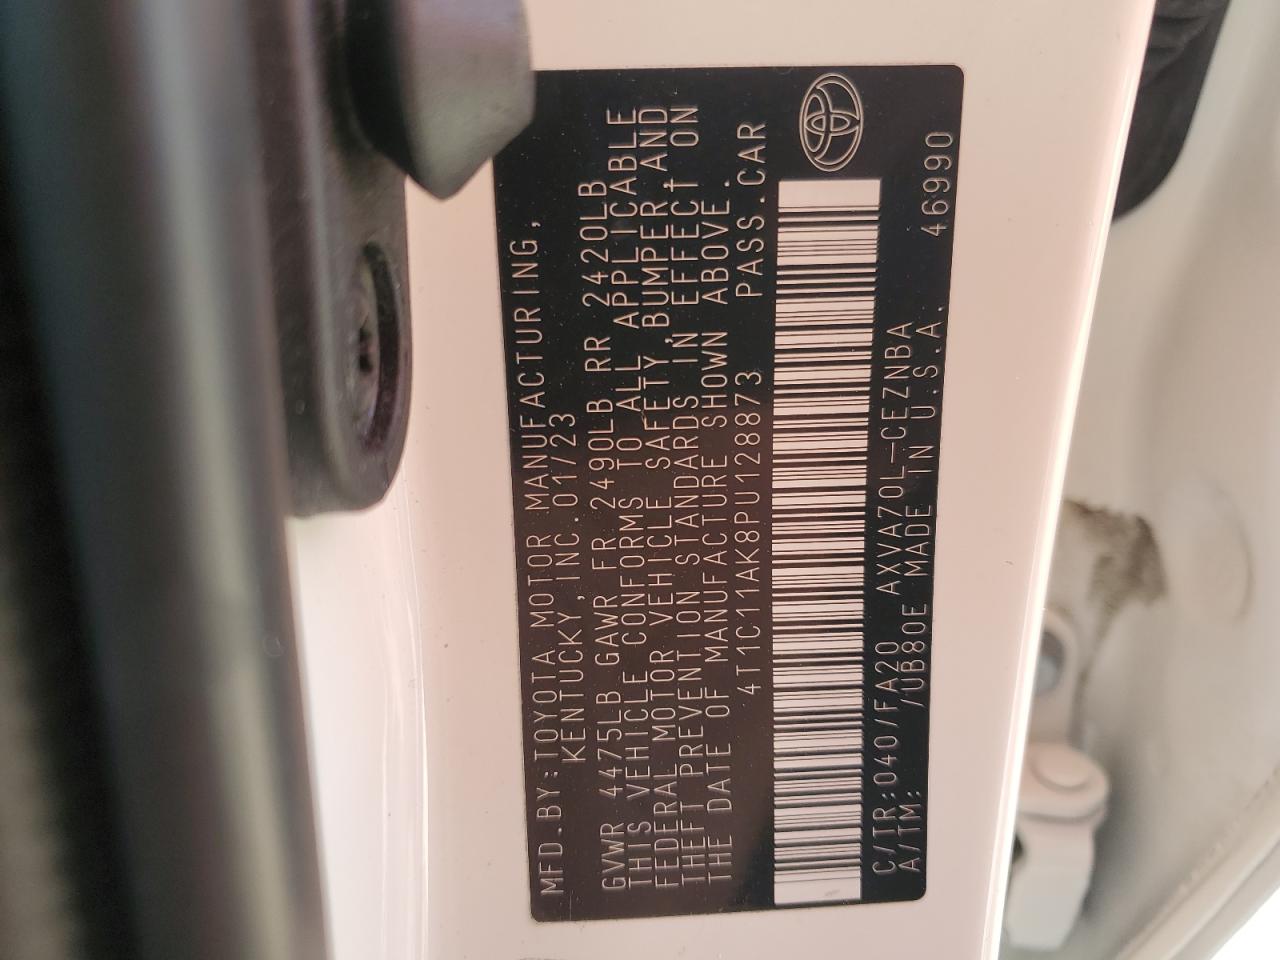 MFD.BY:TOYOTA MOTOR MANUFACTURING,
KENTUCKY,INC.01/23
GVWR 4475LB GAWR FR 2490LB RR 2420LB
THIS VEHICLE CONFORMS TO ALL APPLICABLE
FEDERAL MOTOR VEHICLE SAFETY,BUMPER,AND
THEFT PREVENTION STANDARDS IN EFFECT ON
THE DATE OF MANUFACTURE SHOWN ABOVE.
4T1C11AK8PU128873 PASS.CAR
C/TR:040/FA20 AXVA70L-CEZNBA
A/TM: /UB80E MADE IN U.S.A. 46990